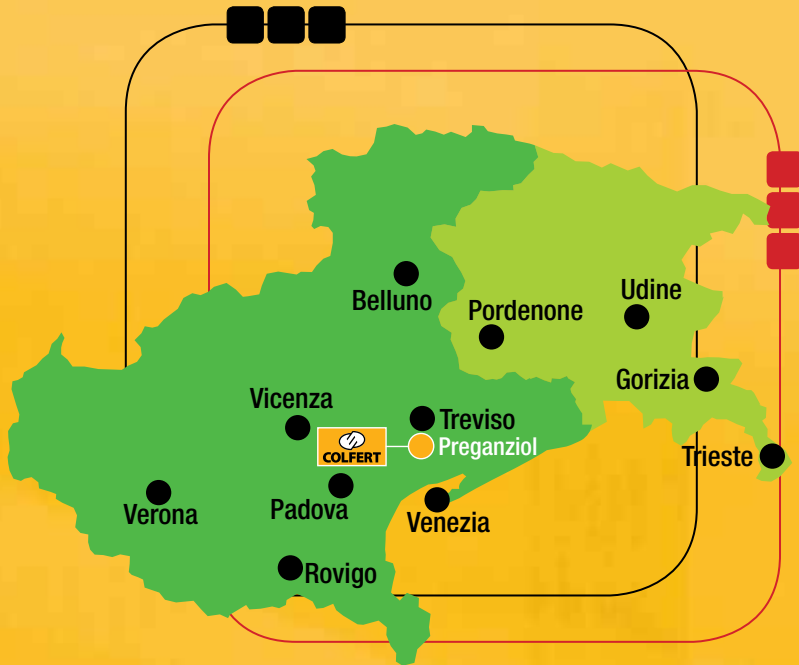 Belluno
Udine
Pordenone
Gorizia
Vicenza
Treviso
COLFERT
Preganziol
Trieste
Verona
Padova
Venezia
Rovigo